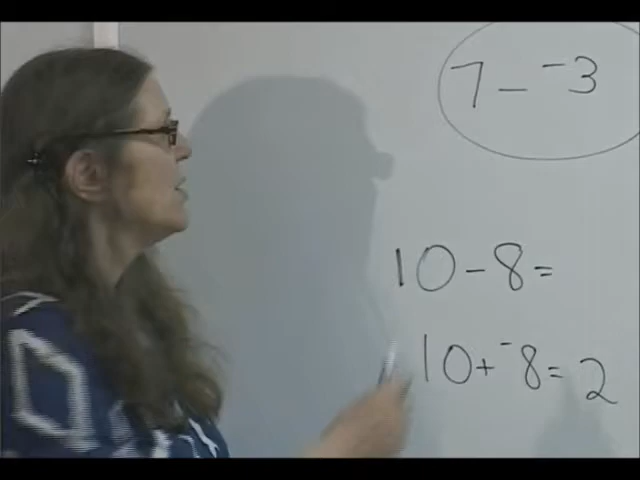 7 - ⁻3
10 - 8 =
10 + ⁻8 = 2